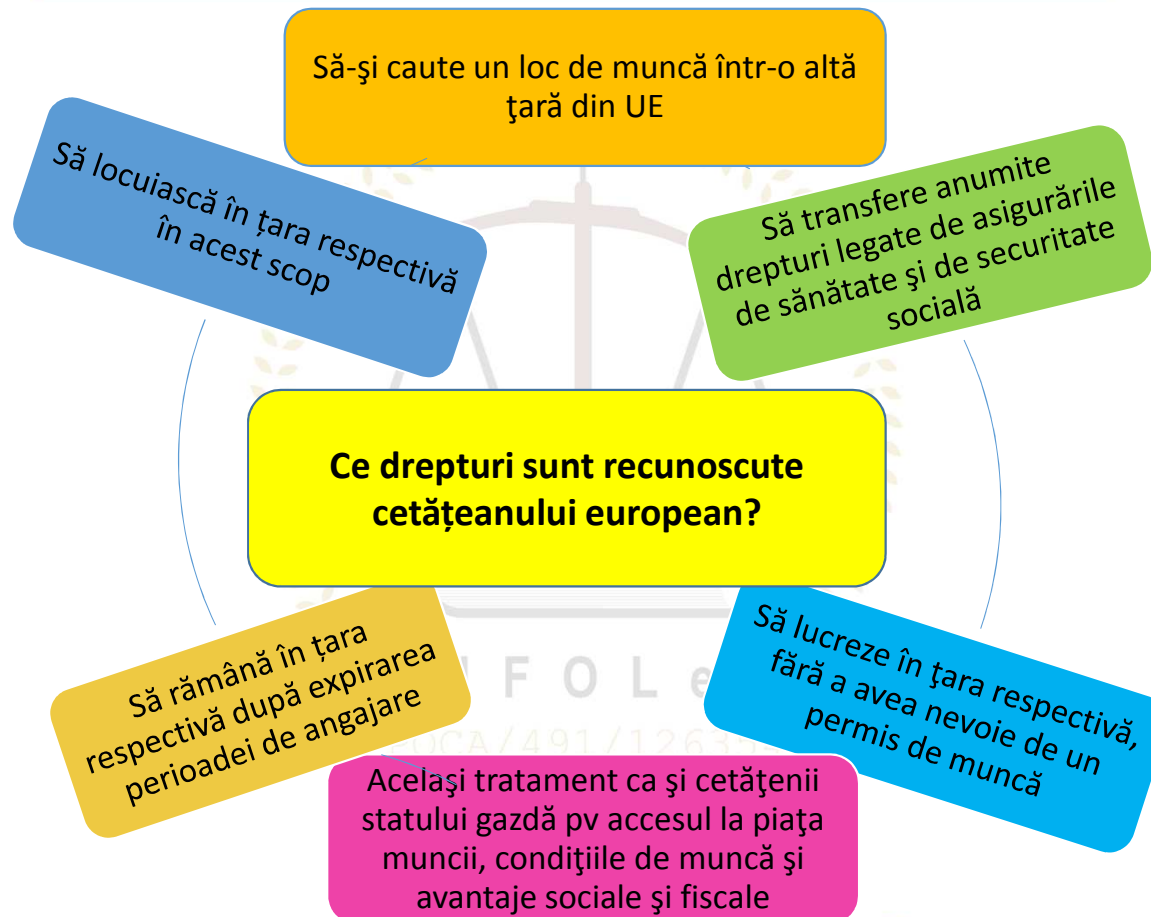 Să-şi caute un loc de muncă într-o altă
ţară din UE
Să locuiască în țara respectivă
în acest scop
Să transfere anumite
drepturi legate de asigurările
de sănătate şi de securitate
socială
Ce drepturi sunt recunoscute
cetățeanului european?
Să rămână în țara
respectivă după expirarea
perioadei de angajare
Să lucreze în ţara respectivă,
fără a avea nevoie de un
permis de muncă
F O L
Acelaşi tratament ca şi cetăţenii
statului gazdă pv accesul la piaţa
muncii, condiţiile de muncă şi
avantaje sociale şi fiscale